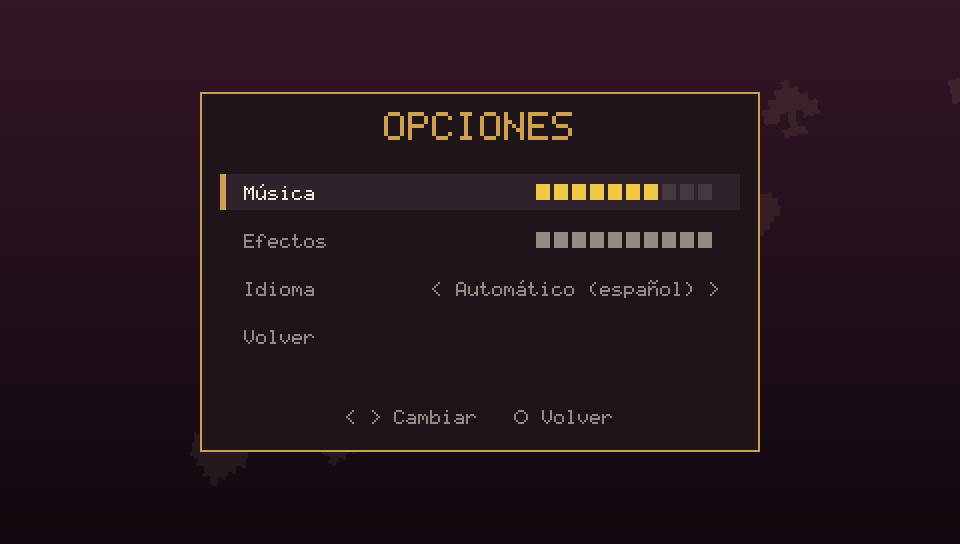 OPCIONES
Música
Efectos
Idioma < Automático (español) >
Volver
< > Cambiar ○ Volver